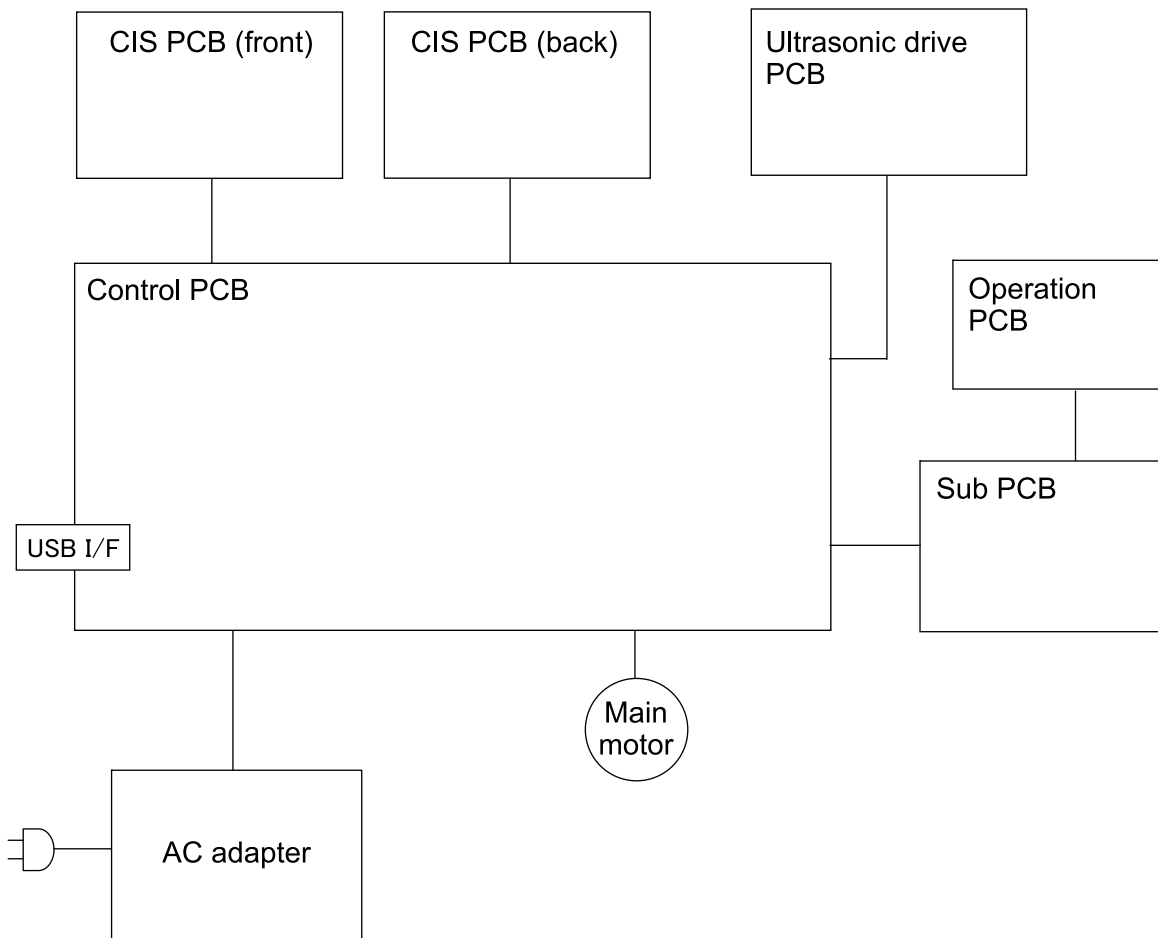 CIS PCB (front)
CIS PCB (back)
Ultrasonic drive
PCB
Control PCB
Operation
PCB
Sub PCB
USB I/F
Main
motor
AC adapter